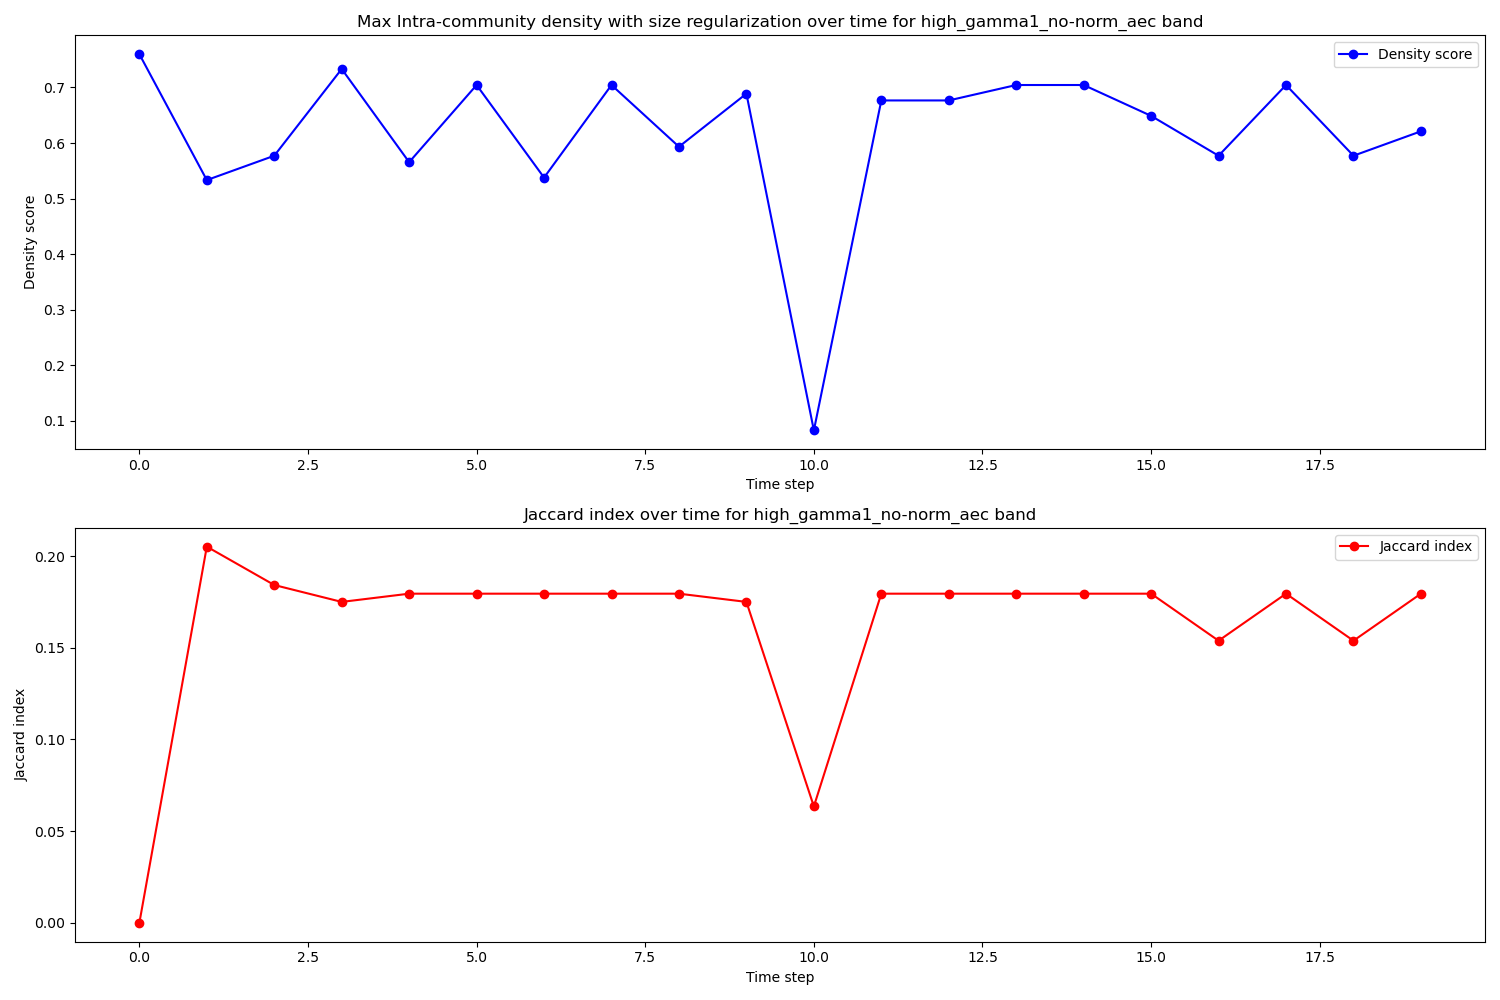 Max Intra-community density with size regularization over time for high_gamma1_no-norm_aec band
Density score
0.7
0.6
0.5
0.4
0.3
0.2
0.1
Density score
0.0 2.5 5.0 7.5 10.0 12.5 15.0 17.5
Time step
Jaccard index over time for high_gamma1_no-norm_aec band
Jaccard index
0.20
0.15
0.10
0.05
0.00
Jaccard index
0.0 2.5 5.0 7.5 10.0 12.5 15.0 17.5
Time step